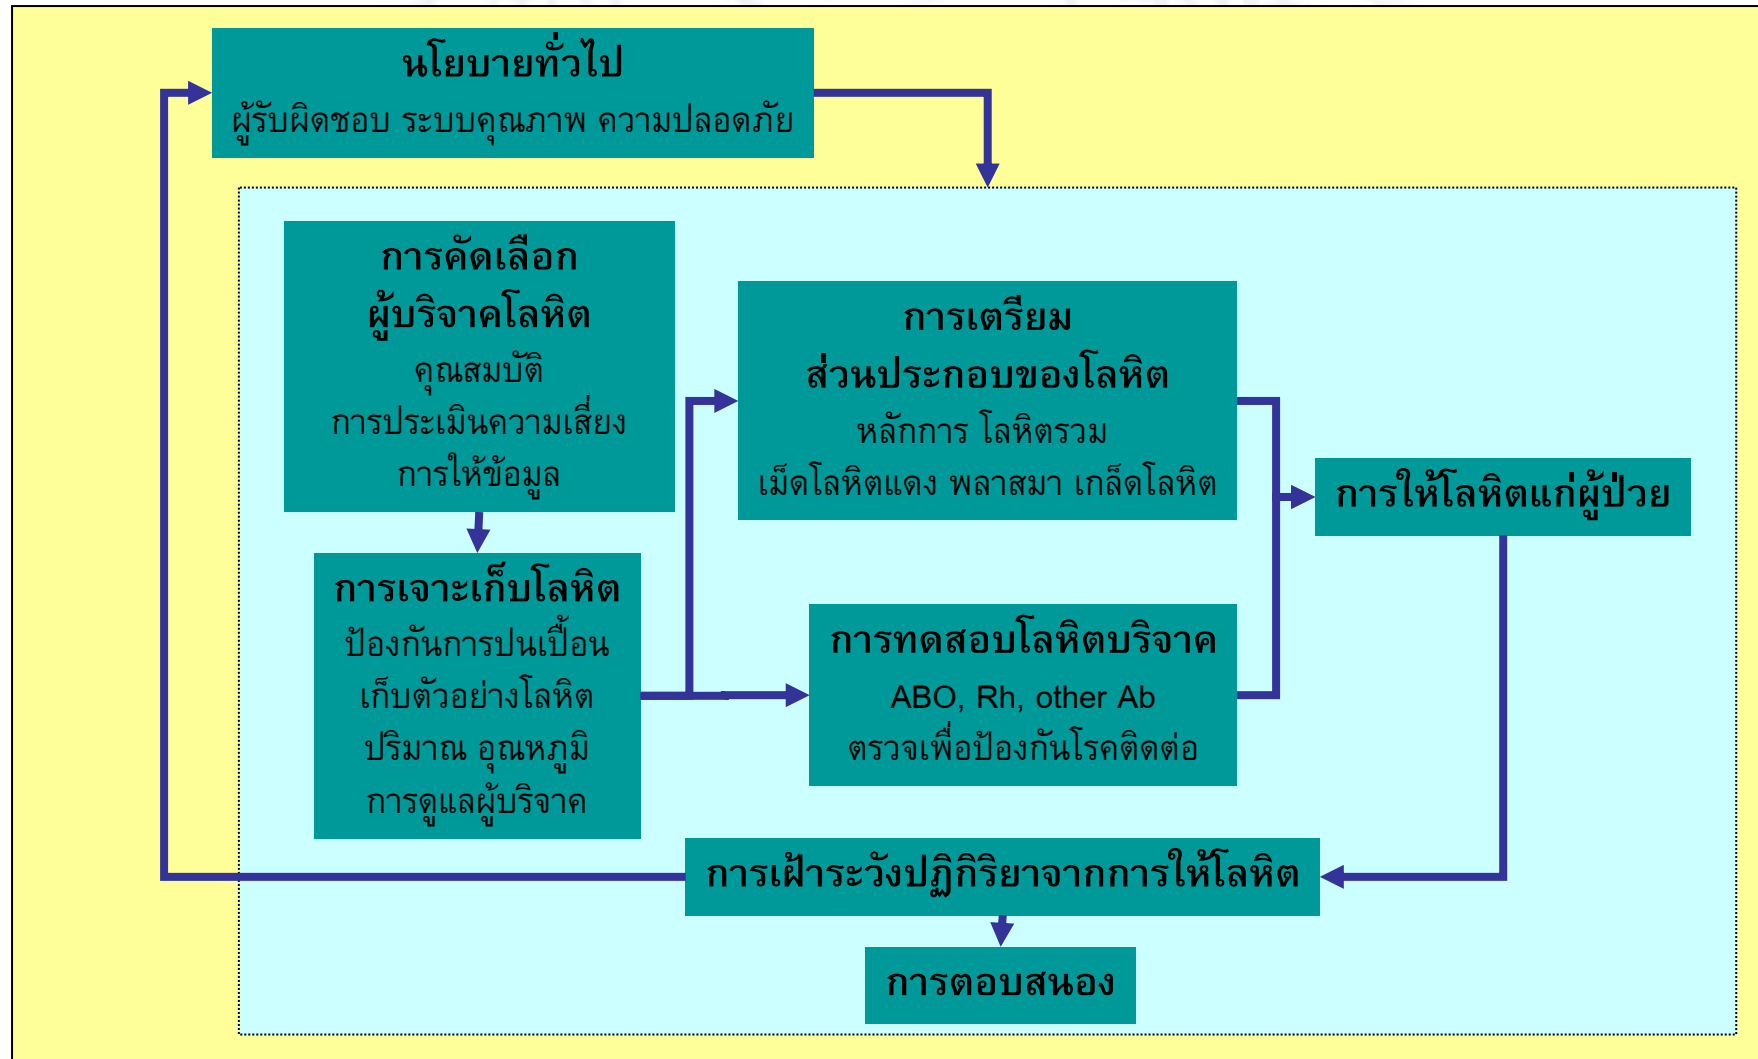 นโยบายทั่วไป
ผู้รับผิดชอบ ระบบคุณภาพ ความปลอดภัย
การคัดเลือก
ผู้บริจาคโลหิต
คุณสมบัติ
การประเมินความเสี่ยง
การให้ข้อมูล
การเจาะเก็บโลหิต
ป้องกันการปนเปื้อน
เก็บตัวอย่างโลหิต
ปริมาณ อุณหภูมิ
การดูแลผู้บริจาค
การเตรียม
ส่วนประกอบของโลหิต
หลักการ โลหิตรวม
เม็ดโลหิตแดง พลาสมา เกล็ดโลหิต
การทดสอบโลหิตบริจาค
ABO, Rh, other Ab
ตรวจเพื่อป้องกันโรคติดต่อ
การให้โลหิตแก่ผู้ป่วย
การเฝ้าระวังปฏิกิริยาจากการให้โลหิต
การตอบสนอง